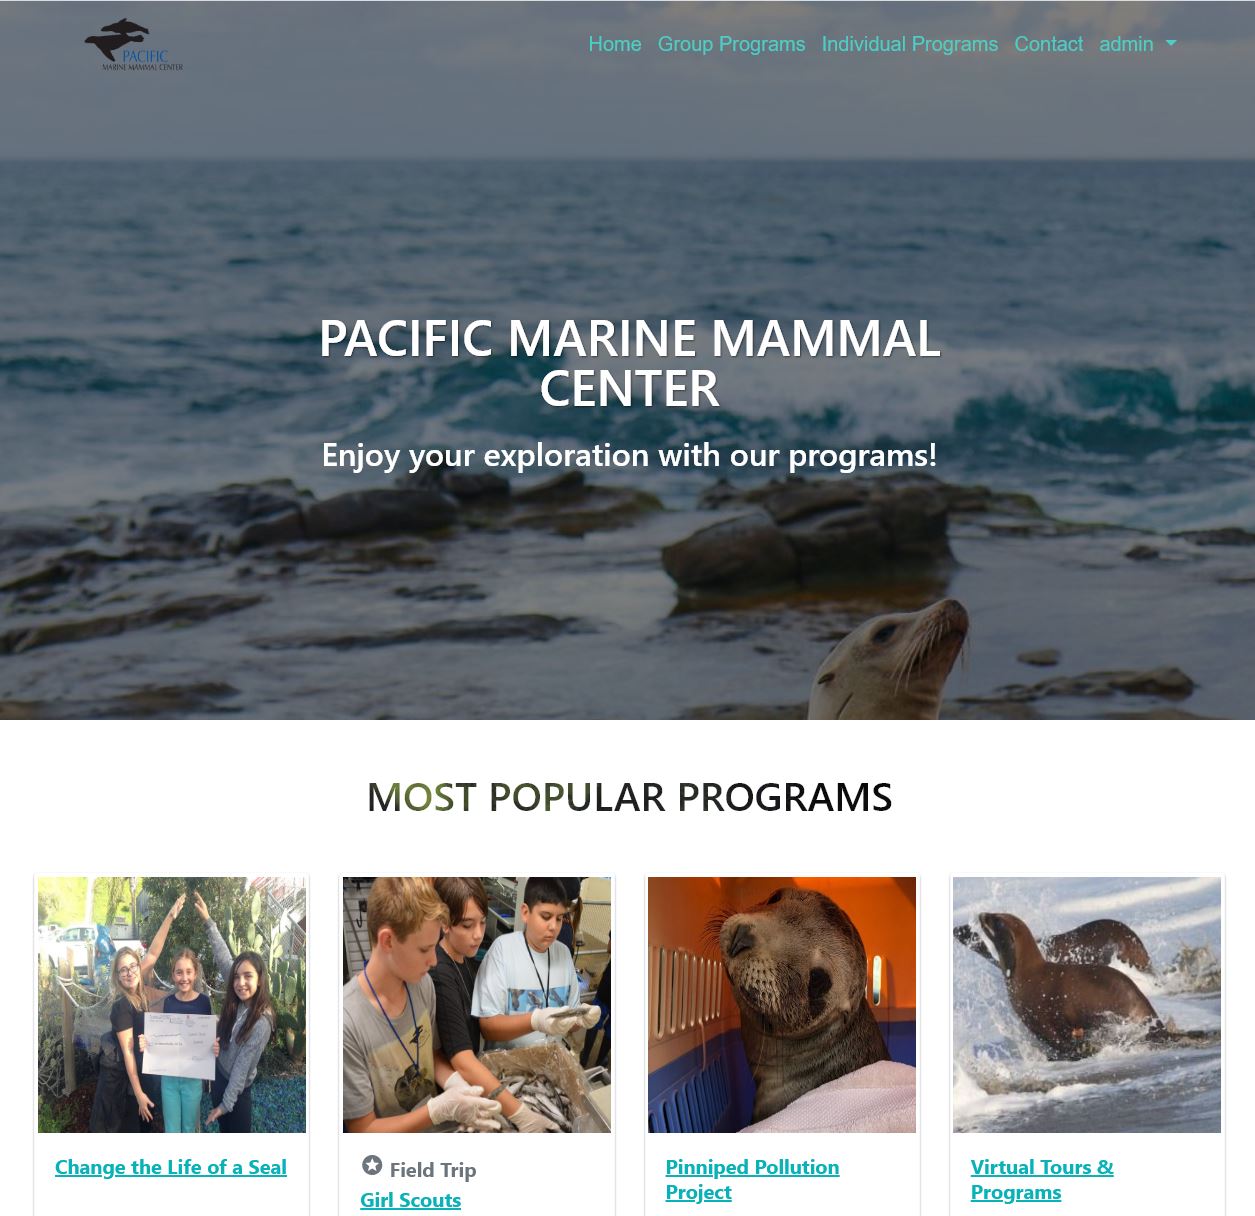 PACIFIC
MARINE MAMMAL CENTER
Home Group Programs Individual Programs Contact admin
PACIFIC MARINE MAMMAL
CENTER
Enjoy your exploration with our programs!
MOST POPULAR PROGRAMS
Change the Life of a Seal
Field Trip
Girl Scouts
Pinniped Pollution
Project
Virtual Tours &
Programs